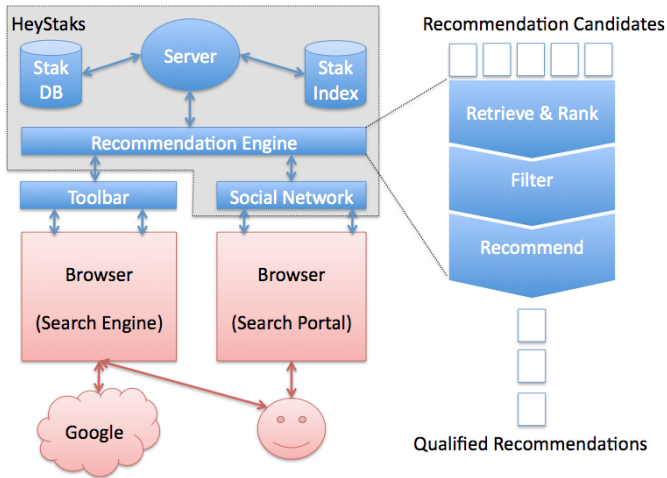 HeyStaks
Stak
DB
Server
Stak
Index
Recommendation Engine
Toolbar
Social Network
Browser
(Search Engine)
Browser
(Search Portal)
Google
Recommendation Candidates
Retrieve & Rank
Filter
Recommend
Qualified Recommendations